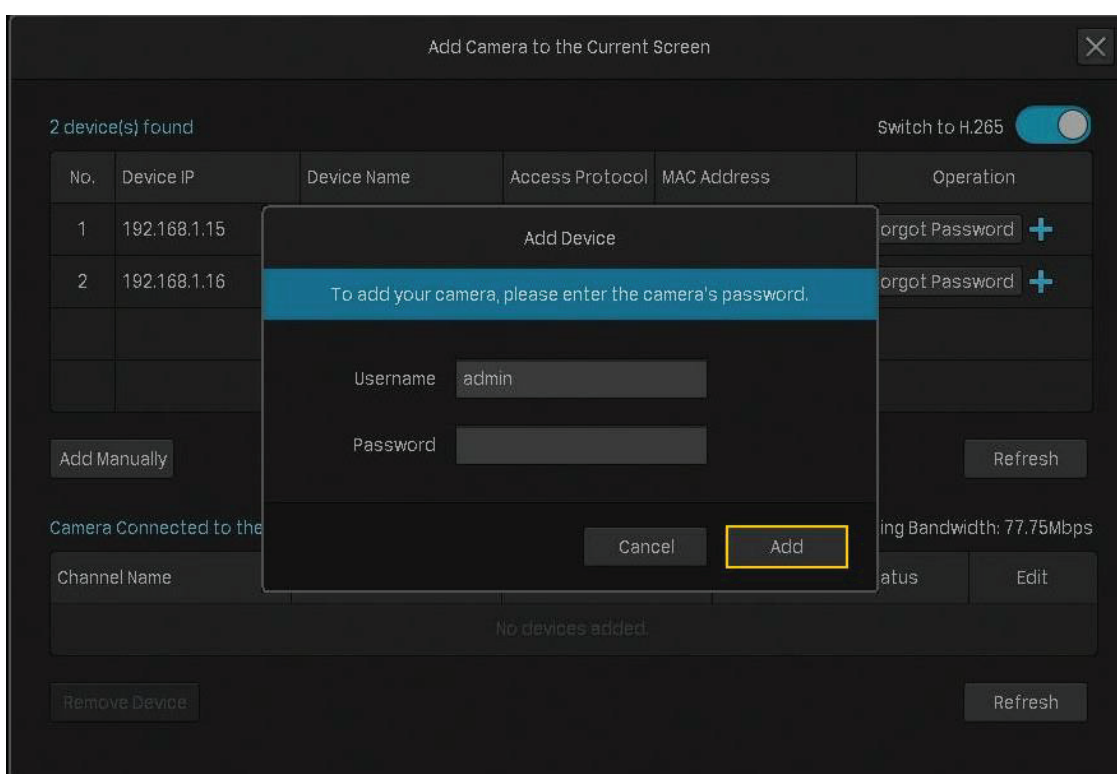 Add Camera to the Current Screen
2 device(s) found
Switch to H.265
No. Device IP Device Name Access Protocol MAC Address Operation
1 192.168.1.15 orgot Password
2 192.168.1.16 orgot Password
Add Device
To add your camera, please enter the camera's password.
Username admin
Password
Cancel Add
Add Manually Refresh
Camera Connected to the ing Bandwidth: 77.75Mbps
Channel Name atus Edit
No devices added.
Remove Device Refresh